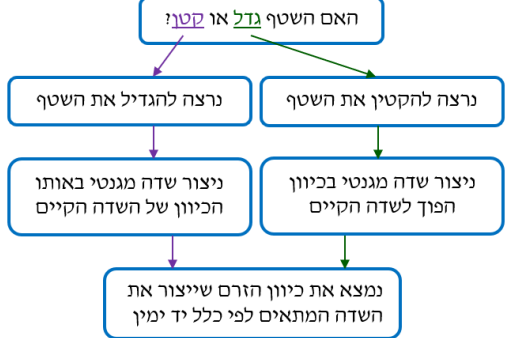 האם השטף גדל או קטן?
נרצה להקטין את השטף
נרצה להגדיל את השטף
ניצור שדה מגנטי בכיוון
הפוך לשדה הקיים
ניצור שדה מגנטי באותו
הכיוון של השדה הקיים
נמצא את כיוון הזרם שייצור את
השדה המתאים לפי כלל יד ימין